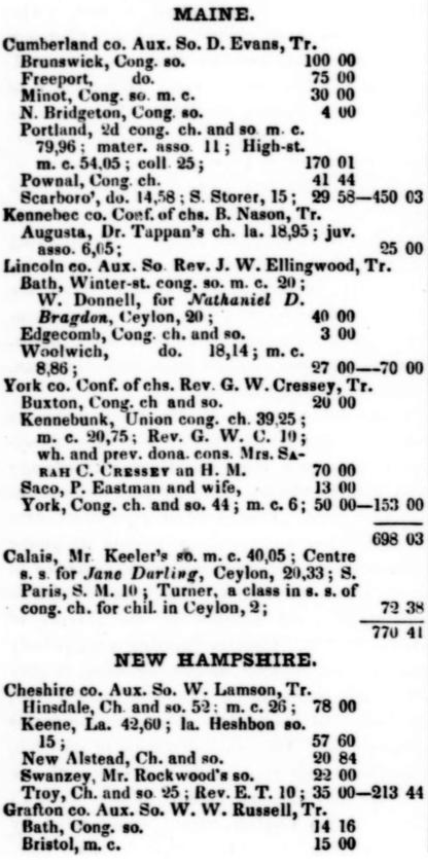 MAINE.
Cumberland co. Aux. So. D. Evans, Tr.
Brunswick, Cong. so. 100 00
Freeport, do. 75 00
Minot, Cong. so. m. c. 30 00
N. Bridgeton, Cong. so. 4 00
Portland, 2d cong. ch. and so m. c.
79,96; mater. asso. 11; High-st.
m. c. 54,05; coll 25; 170 01
Pownal, Cong. ch. 41 44
Scarboro', do. 14,58; S. Storer, 15; 29 58—450 03
Kennebec co. Conf. of chs. B. Nason, Tr.
Augusta, Dr. Tappan's ch. la. 18,95; juv.
asso. 6,05; 25 00
Lincoln co. Aux. So Rev. J. W. Ellingwood, Tr.
Bath, Winter-st. cong. so. m. c. 20;
W. Donnell, for Nathaniel D.
Bragdon, Ceylon, 20; 40 00
Edgecomb, Cong. ch. and so. 3 00
Woolwich, do. 18,14; m. c.
8,86; 27 00—70 00
York co. Conf. of chs. Rev. G. W. Cressey, Tr.
Buxton, Cong. ch and so. 20 00
Kennebunk, Union cong. ch. 39,25;
m. c. 20,75; Rev. G. W. C. 10;
wh. and prev. dona. cons. Mrs. SA-
RAH C. CRESSEY an H. M. 70 00
Saco, P. Eastman and wife, 13 00
York, Cong. ch. and so. 44; m. c. 6; 50 00—153 00
698 03
Calais, Mr Keeler's so. m. c. 40,05; Centre
s. s. for Jane Darling, Ceylon, 20,33; S.
Paris, S. M. 10; Turner, a class in s. s. of
cong. ch. for chil. in Ceylon, 2; 72 38
770 41
NEW HAMPSHIRE.
Cheshire co. Aux. So. W. Lamson, Tr.
Hinsdale, Ch. and so. 52: m. c. 26; 78 00
Keene, La. 42,60; la. Heshbon so.
15; 57 60
New Alstead, Ch. and so. 20 84
Swanzey, Mr. Rockwood's so. 22 00
Troy, Ch. and so 25; Rev. E. T. 10; 35 00—213 44
Grafton co. Aux. So. W. W. Russell, Tr.
Bath, Cong. so. 14 16
Bristol, m. c. 15 00